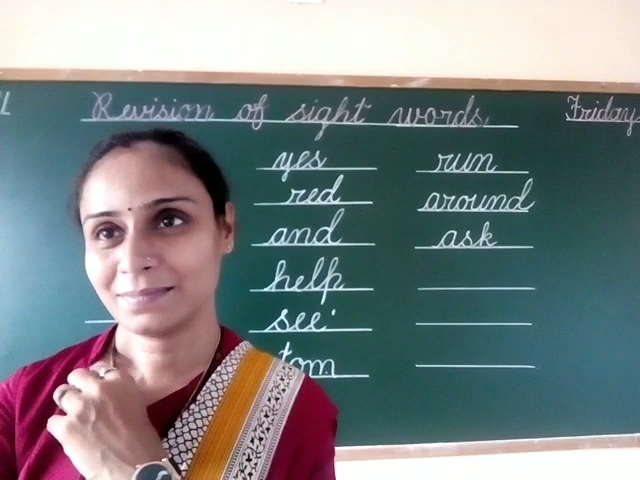 Revision of sight words Friday
yes run
red around
and ask
help
see
tom